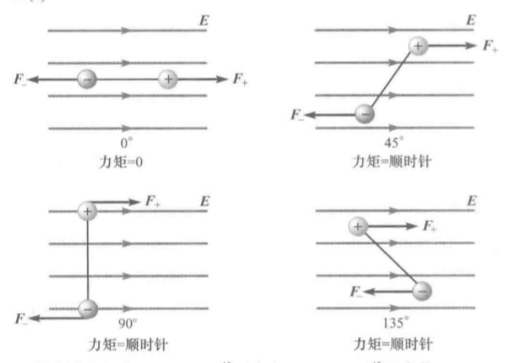 E
F₋ − + F₊
0°
力矩=0
E
+ F₊
F₋ −
45°
力矩=顺时针
+ F₊ E
F₋ −
90°
力矩=顺时针
E
+ F₊
F₋ −
135°
力矩=顺时针